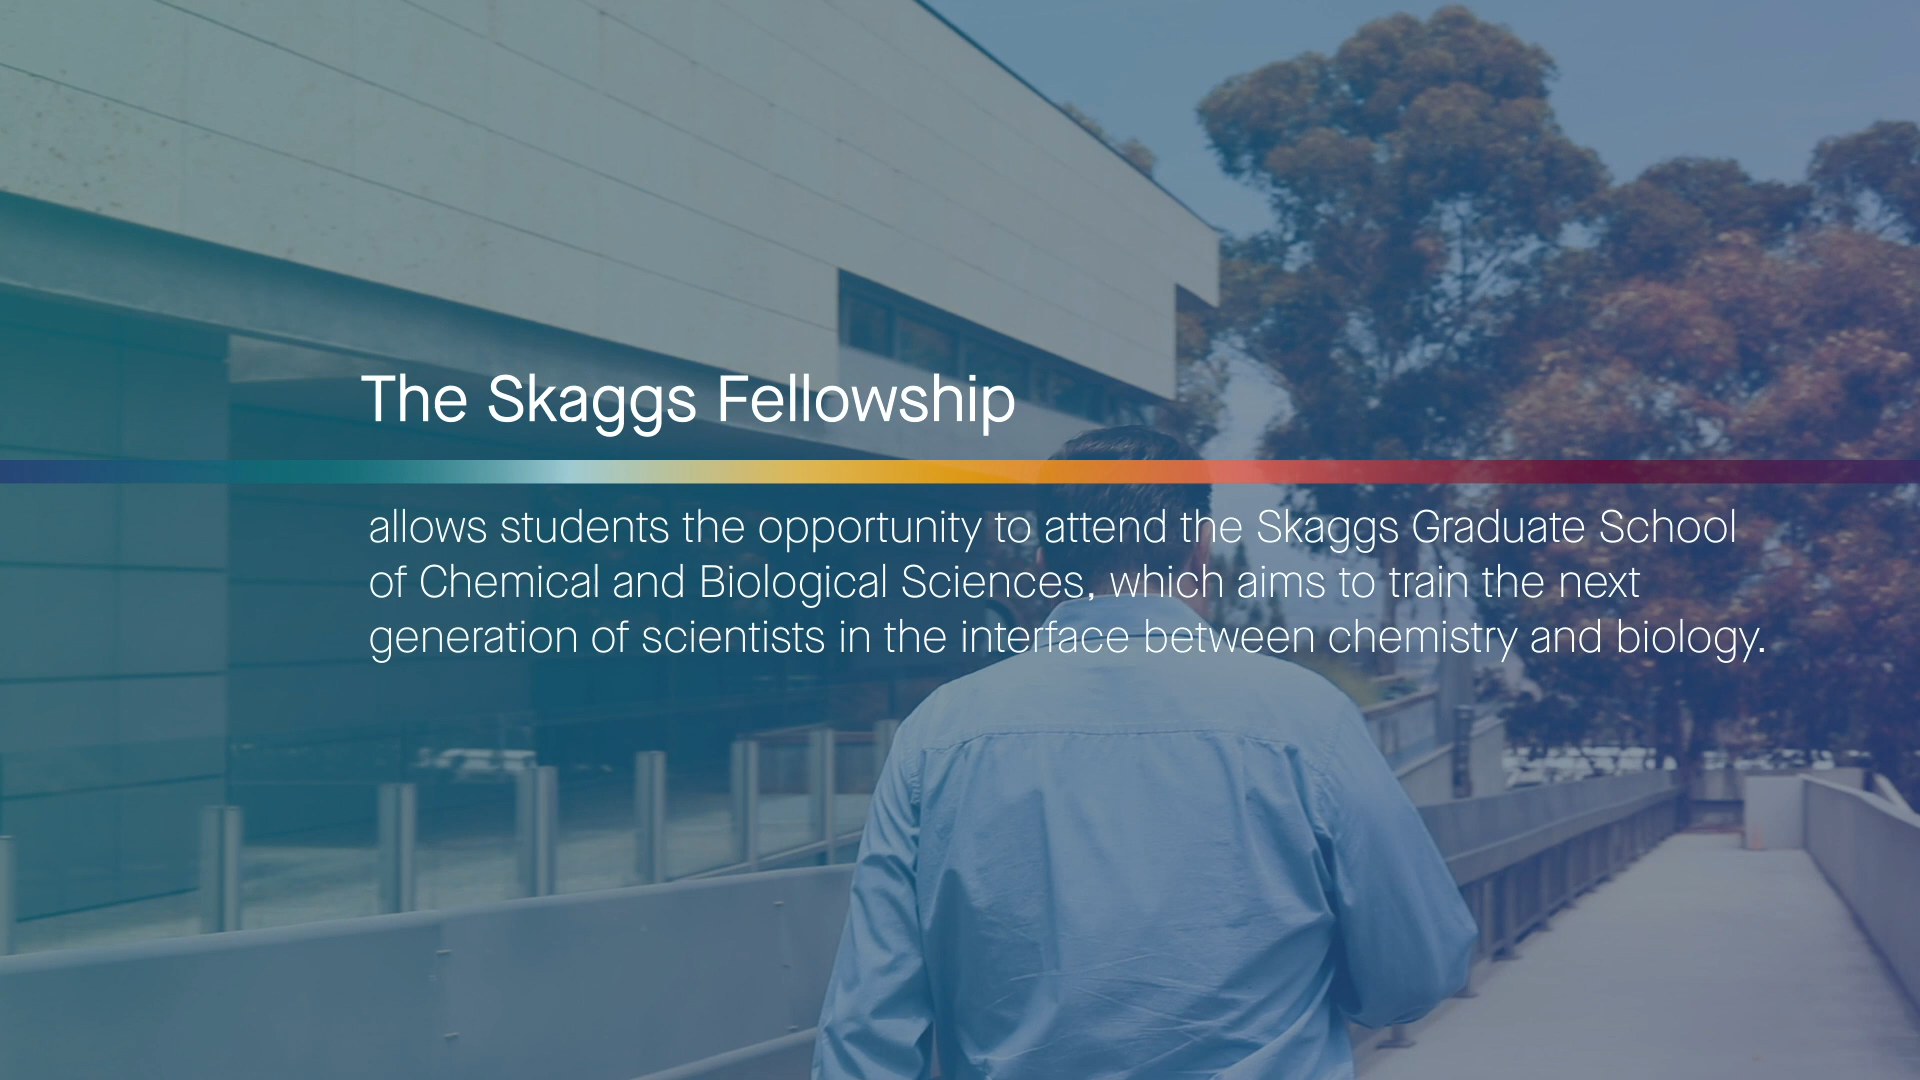 The Skaggs Fellowship
allows students the opportunity to attend the Skaggs Graduate School
of Chemical and Biological Sciences, which aims to train the next
generation of scientists in the interface between chemistry and biology.